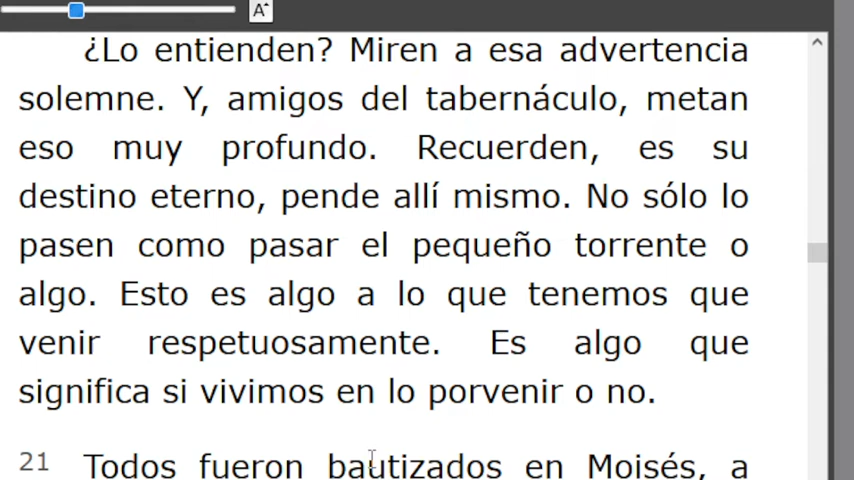 A
¿Lo entienden? Miren a esa advertencia
solemne. Y, amigos del tabernáculo, metan
eso muy profundo. Recuerden, es su
destino eterno, pende allí mismo. No sólo lo
pasen como pasar el pequeño torrente o
algo. Esto es algo a lo que tenemos que
venir respetuosamente. Es algo que
significa si vivimos en lo porvenir o no.
21 Todos fueron bautizados en Moisés, a